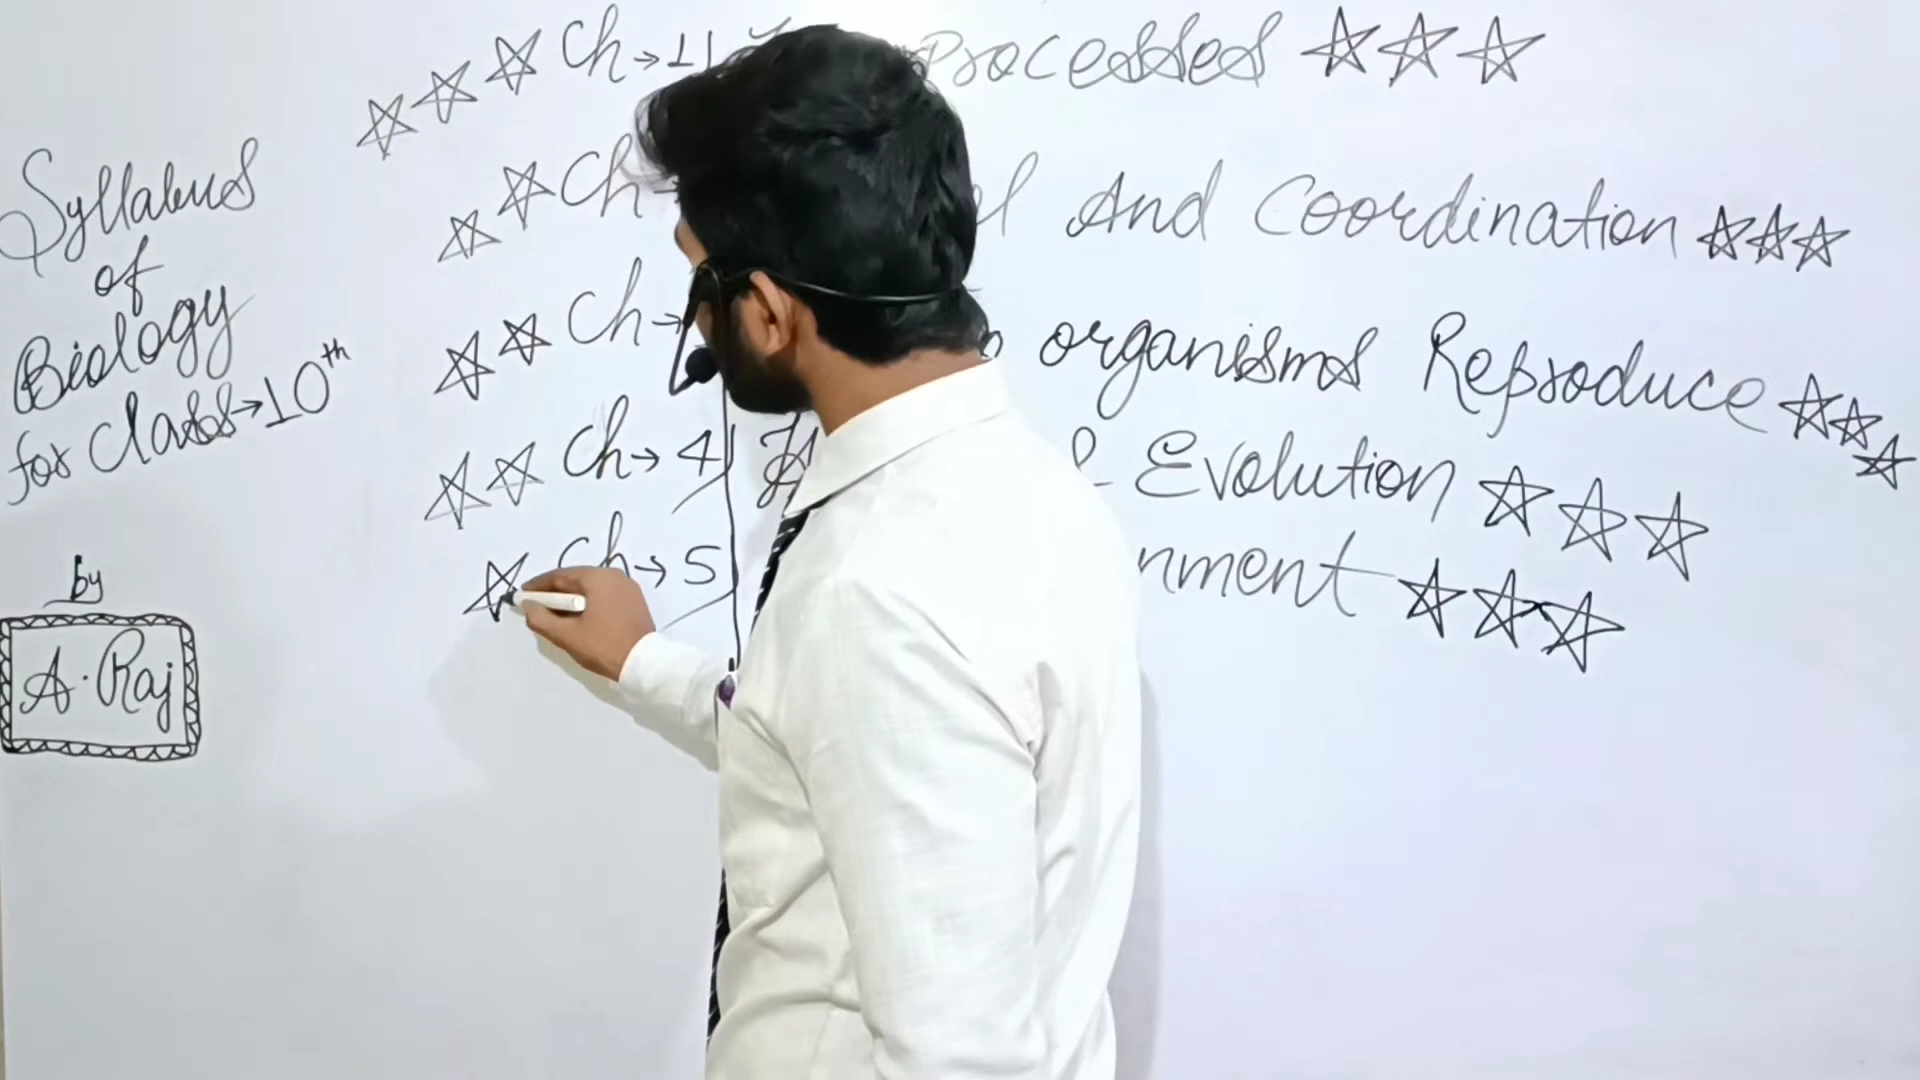 Syllabus
of
Biology
for Class→10th
by
A. Raj
Ch→1) Processes
Ch And Coordination
Ch→ organisms Reproduce
Ch→4) & Evolution
Ch→5